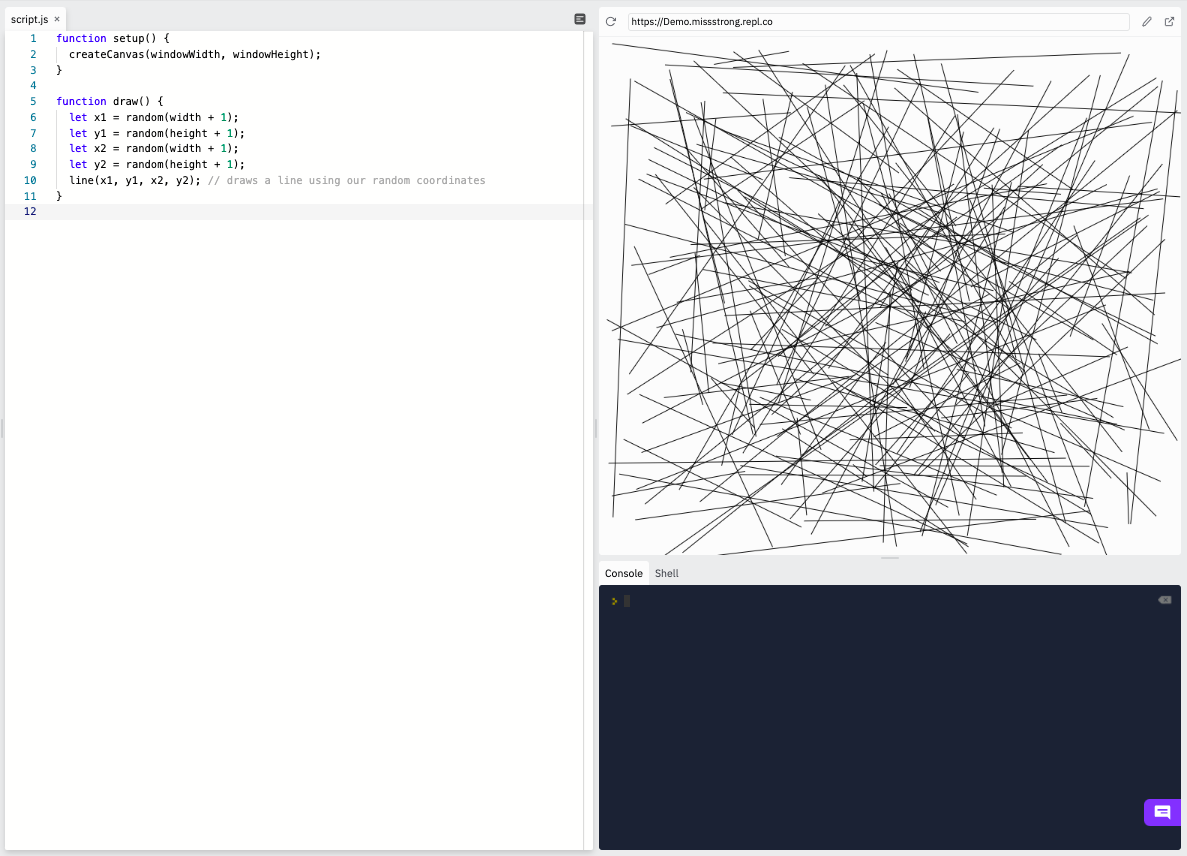 script.js ×
1 function setup() {
2   createCanvas(windowWidth, windowHeight);
3 }
4
5 function draw() {
6   let x1 = random(width + 1);
7   let y1 = random(height + 1);
8   let x2 = random(width + 1);
9   let y2 = random(height + 1);
10   line(x1, y1, x2, y2); // draws a line using our random coordinates
11 }
12
https://Demo.missstrong.repl.co
Console Shell